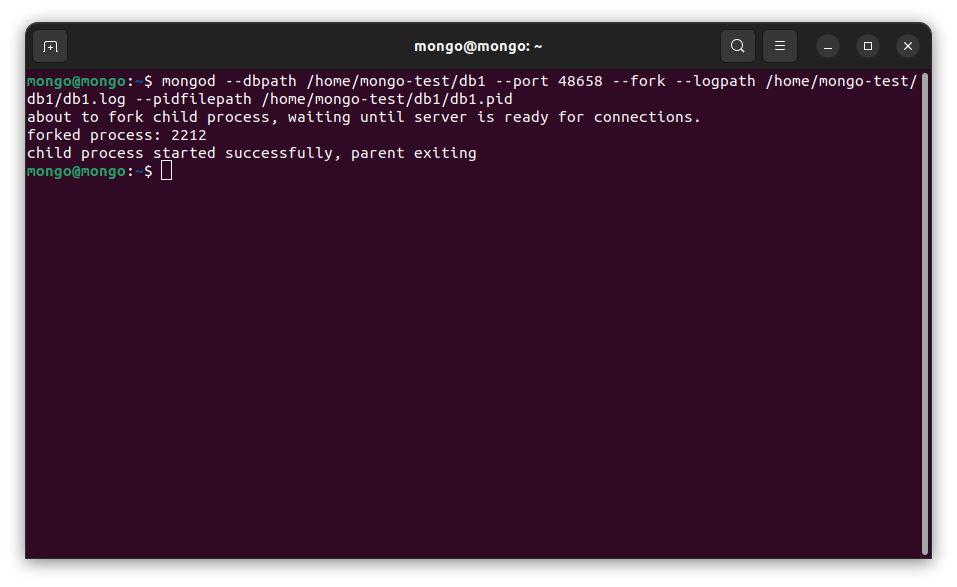 mongo@mongo: ~
mongo@mongo:~$ mongod --dbpath /home/mongo-test/db1 --port 48658 --fork --logpath /home/mongo-test/
db1/db1.log --pidfilepath /home/mongo-test/db1/db1.pid
about to fork child process, waiting until server is ready for connections.
forked process: 2212
child process started successfully, parent exiting
mongo@mongo:~$